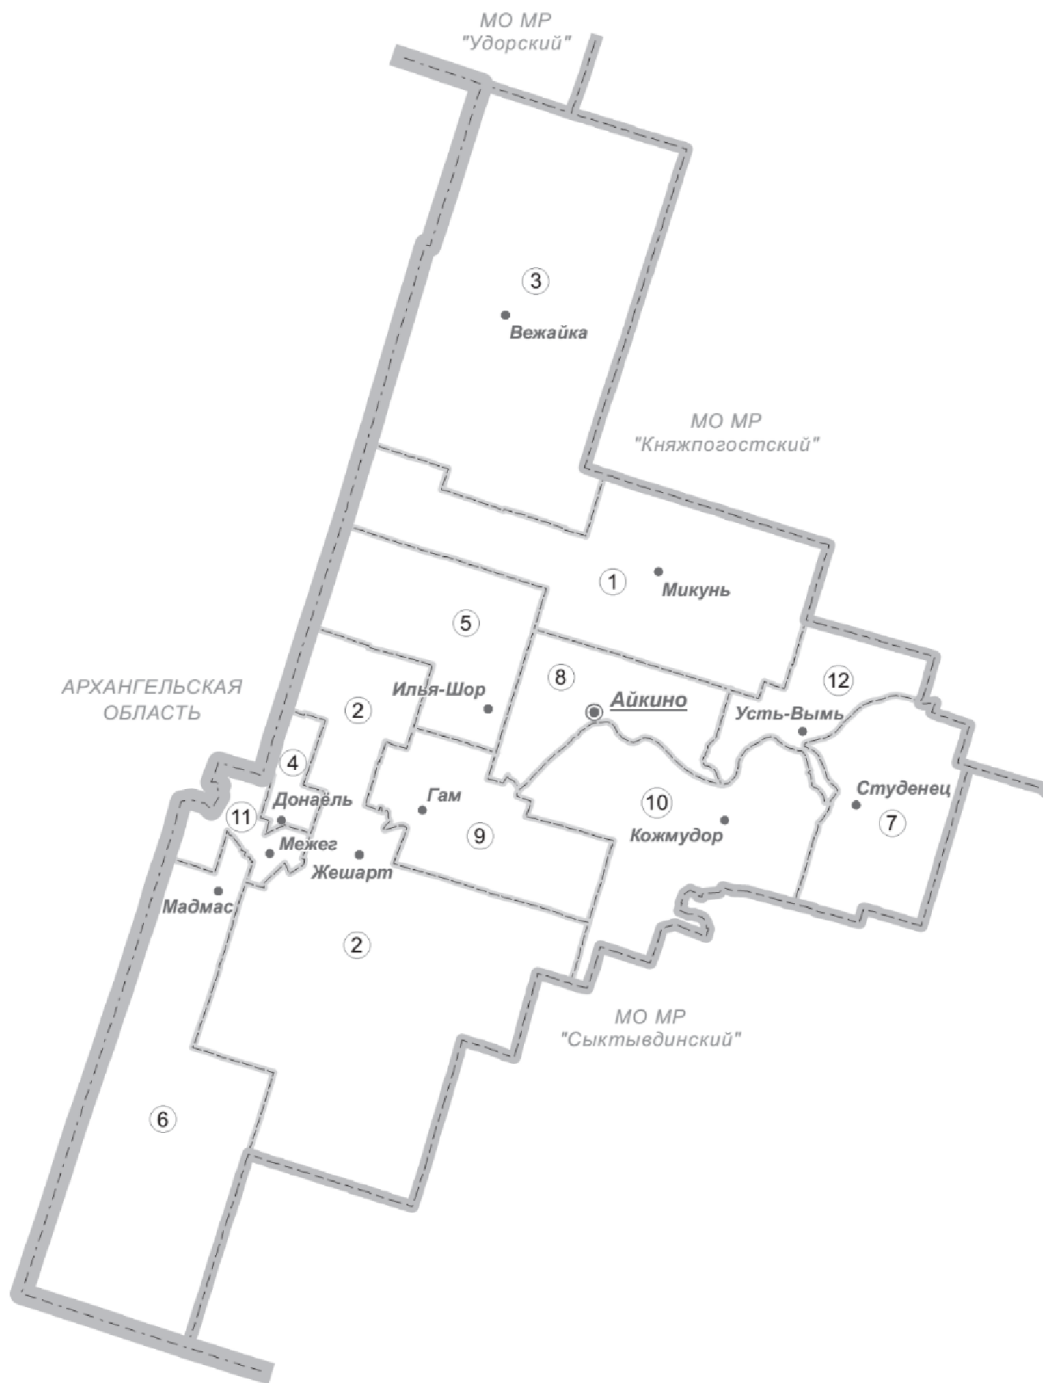 МО МР
"Удорский"
3
Вежайка
МО МР
"Княжпогостский"
1
Микунь
5
АРХАНГЕЛЬСКАЯ
ОБЛАСТЬ
Илья-Шор
8
Айкино
12
2
Усть-Вымь
4
Донаёль
Гам
10
Студенец
11
Кожмудор
7
9
Межег
Жешарт
Мадмас
2
МО МР
"Сыктывдинский"
6